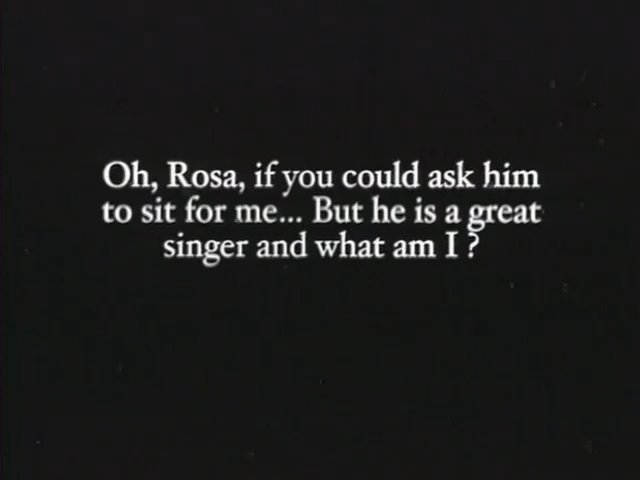 Oh, Rosa, if you could ask him
to sit for me... But he is a great
singer and what am I ?